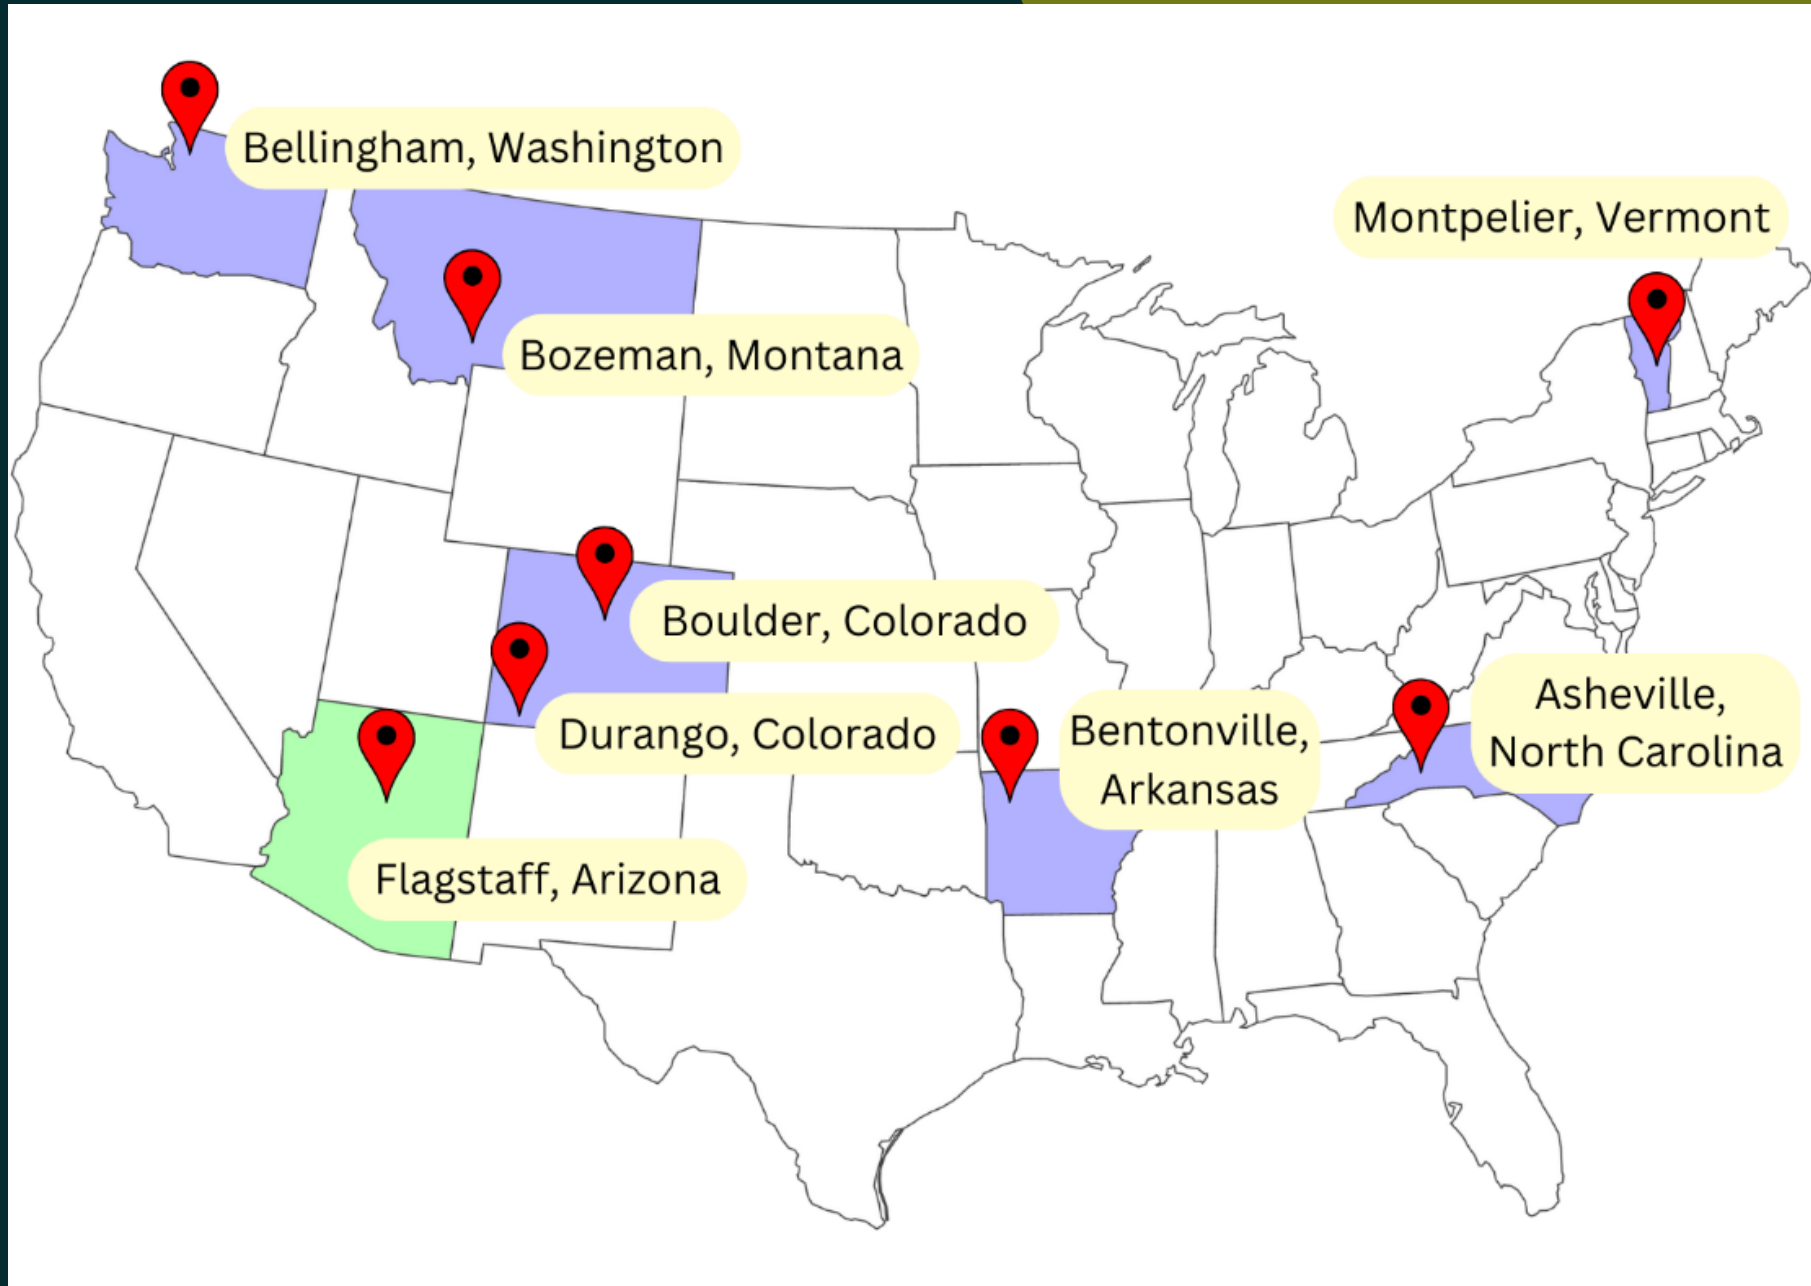 Bellingham, Washington
Montpelier, Vermont
Bozeman, Montana
Boulder, Colorado
Durango, Colorado
Bentonville,
Arkansas
Asheville,
North Carolina
Flagstaff, Arizona